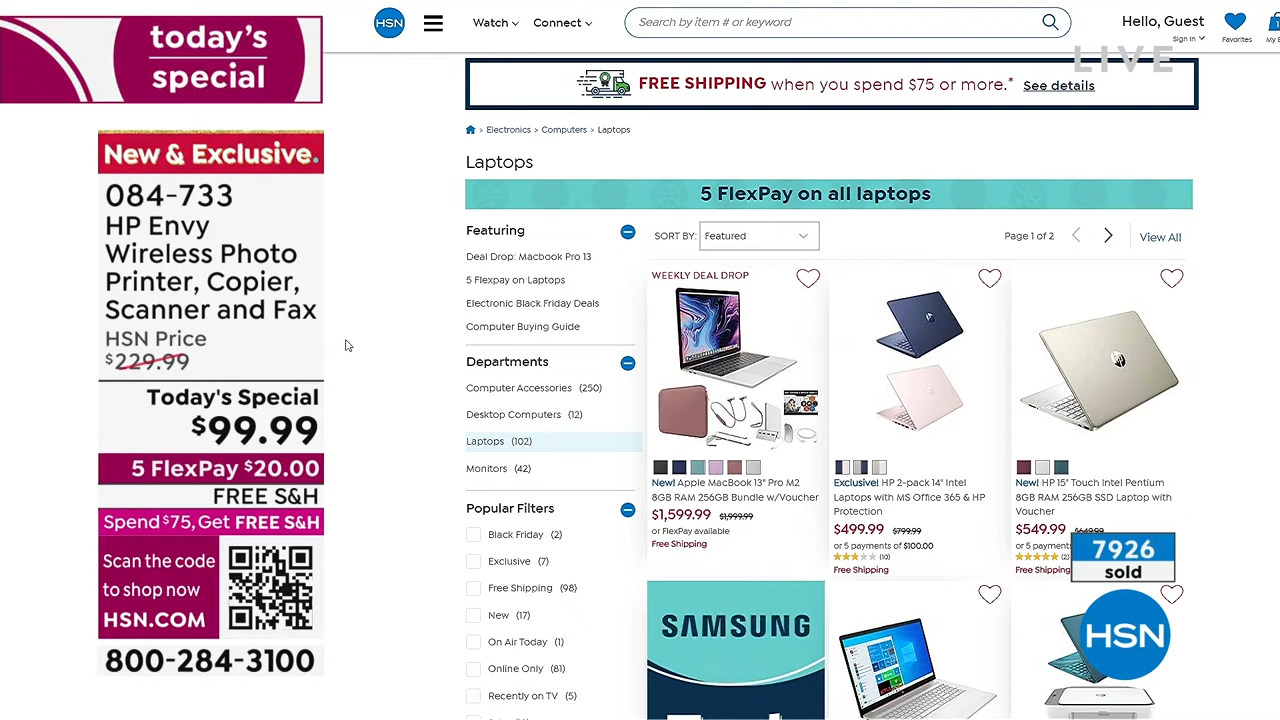 today's
special
New & Exclusive.
084-733
HP Envy
Wireless Photo
Printer, Copier,
Scanner and Fax
HSN Price
$229.99
Today's Special
$99.99
5 FlexPay $20.00
FREE S&H
Spend $75, Get FREE S&H
Scan the code
to shop now
HSN.COM
800-284-3100
HSN
Watch
Connect
Search by item # or keyword
Hello, Guest
Sign In
Favorites
LIVE
FREE SHIPPING when you spend $75 or more.* See details
> Electronics > Computers > Laptops
Laptops
5 FlexPay on all laptops
Featuring
Deal Drop: Macbook Pro 13
5 Flexpay on Laptops
Electronic Black Friday Deals
Computer Buying Guide
Departments
Computer Accessories (250)
Desktop Computers (12)
Laptops (102)
Monitors (42)
Popular Filters
Black Friday (2)
Exclusive (7)
Free Shipping (98)
New (17)
On Air Today (1)
Online Only (81)
Recently on TV (5)
SORT BY: Featured
Page 1 of 2
View All
WEEKLY DEAL DROP
New! Apple MacBook 13" Pro M2
8GB RAM 256GB Bundle w/Voucher
$1,599.99 $1,999.99
or FlexPay available
Free Shipping
Exclusive! HP 2-pack 14" Intel
Laptops with MS Office 365 & HP
Protection
$499.99 $799.99
or 5 payments of $100.00
(10)
Free Shipping
New! HP 15" Touch Intel Pentium
8GB RAM 256GB SSD Laptop with
Voucher
$549.99 $649.99
or 5 payments
(2)
Free Shipping
7926
sold
HSN
SAMSUNG